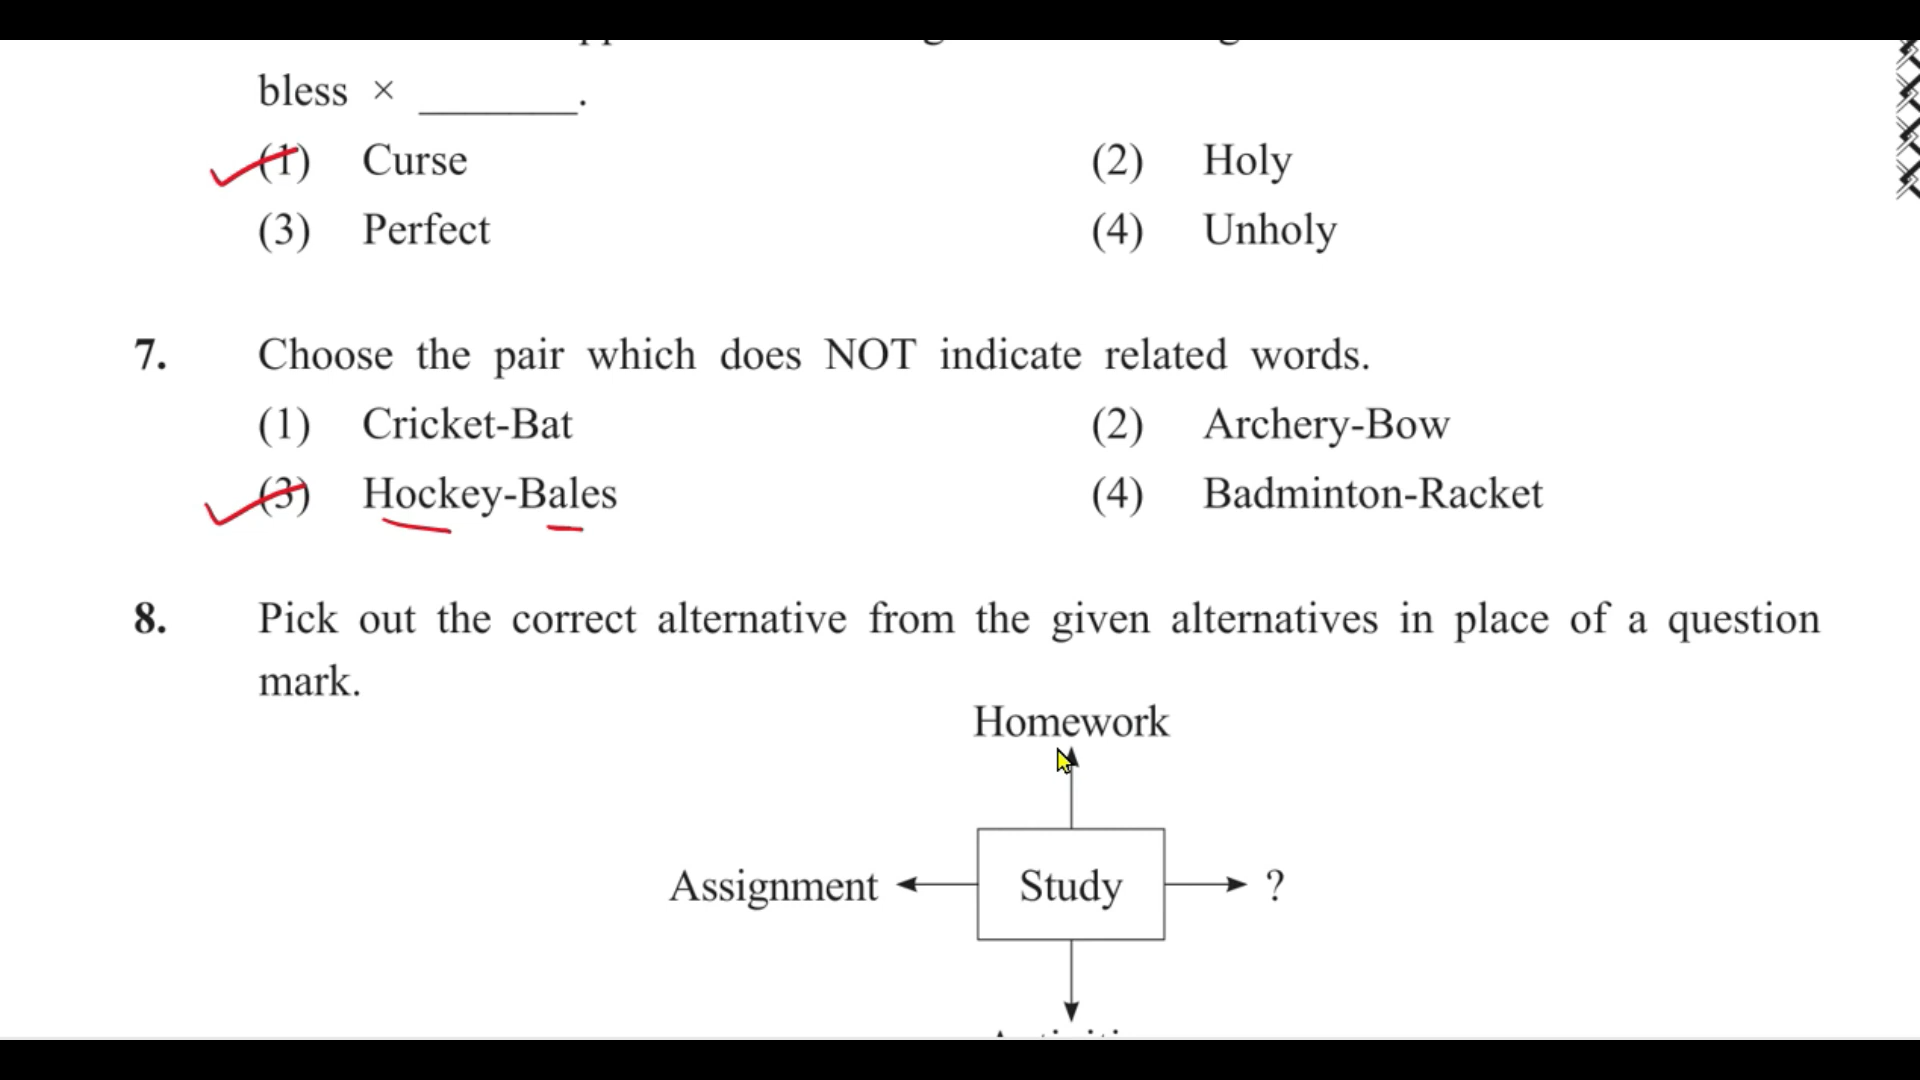 bless × ________.
(1) Curse (2) Holy
(3) Perfect (4) Unholy
7. Choose the pair which does NOT indicate related words.
(1) Cricket-Bat (2) Archery-Bow
(3) Hockey-Bales (4) Badminton-Racket
8. Pick out the correct alternative from the given alternatives in place of a question
mark.
Homework
Assignment Study ?